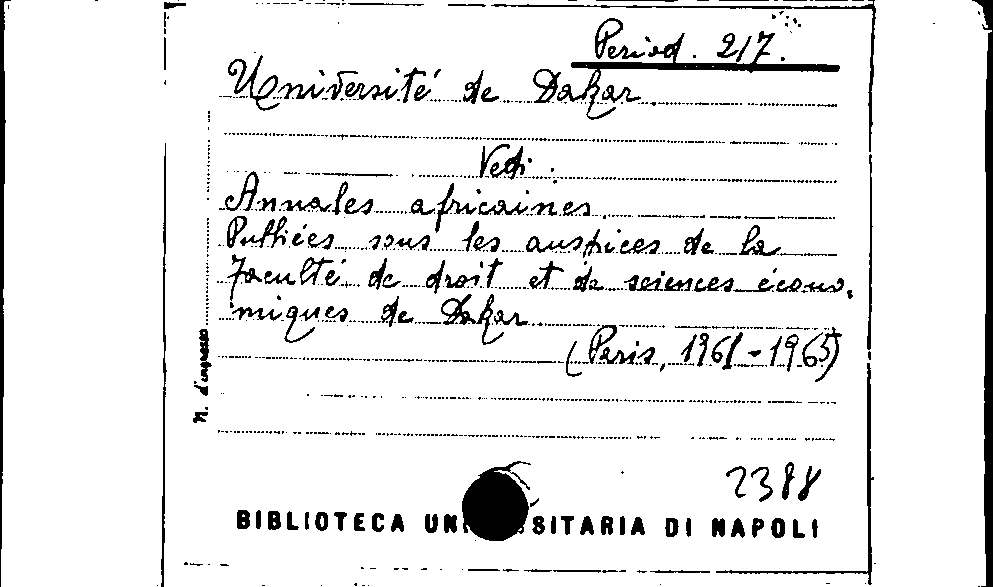 Period. 217.
Université de Dakar.
Vedi:
Annales africaines.
Publiées sous les auspices de la
Faculté de droit et de sciences écono,
miques de Dakar.
(Paris, 1961-1965)
N. d'ingresso
2388
BIBLIOTECA UN SITARIA DI NAPOLI